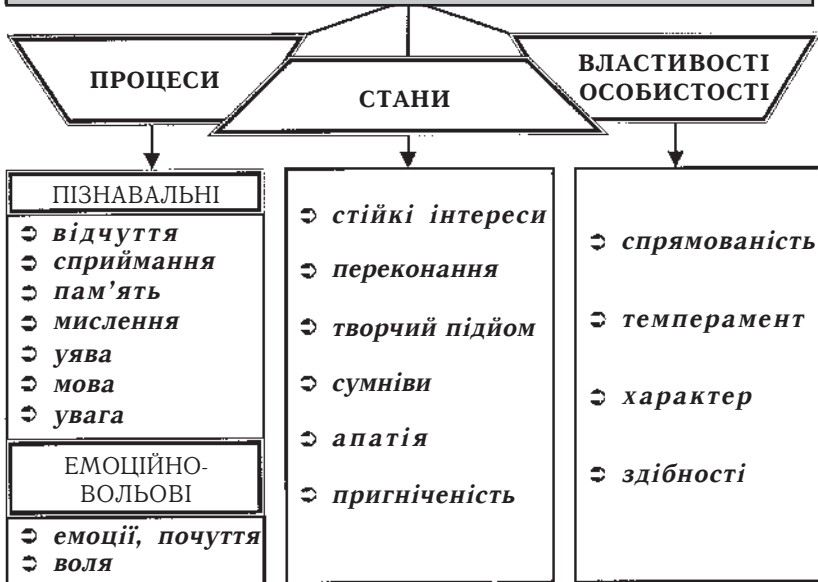 ПРОЦЕСИ
СТАНИ
ВЛАСТИВОСТІ
ОСОБИСТОСТІ
ПІЗНАВАЛЬНІ
➲ відчуття
➲ сприймання
➲ пам’ять
➲ мислення
➲ уява
➲ мова
➲ увага
ЕМОЦІЙНО-
ВОЛЬОВІ
➲ емоції, почуття
➲ воля
➲ стійкі інтереси
➲ переконання
➲ творчий підйом
➲ сумніви
➲ апатія
➲ пригніченість
➲ спрямованість
➲ темперамент
➲ характер
➲ здібності